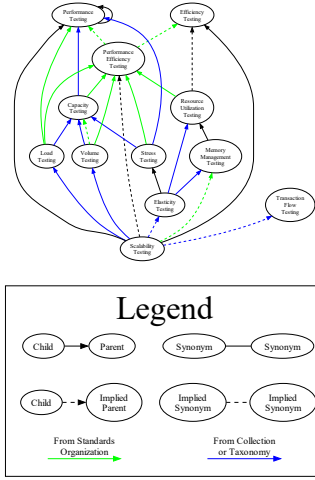 Performance
Testing
Efficiency
Testing
Performance
Efficiency
Testing
Capacity
Testing
Resource
Utilization
Testing
Load
Testing
Volume
Testing
Stress
Testing
Memory
Management
Testing
Elasticity
Testing
Transaction
Flow
Testing
Scalability
Testing
Legend
Child
Parent
Synonym
Synonym
Child
Implied
Parent
Implied
Synonym
Implied
Synonym
From Standards
Organization
From Collection
or Taxonomy